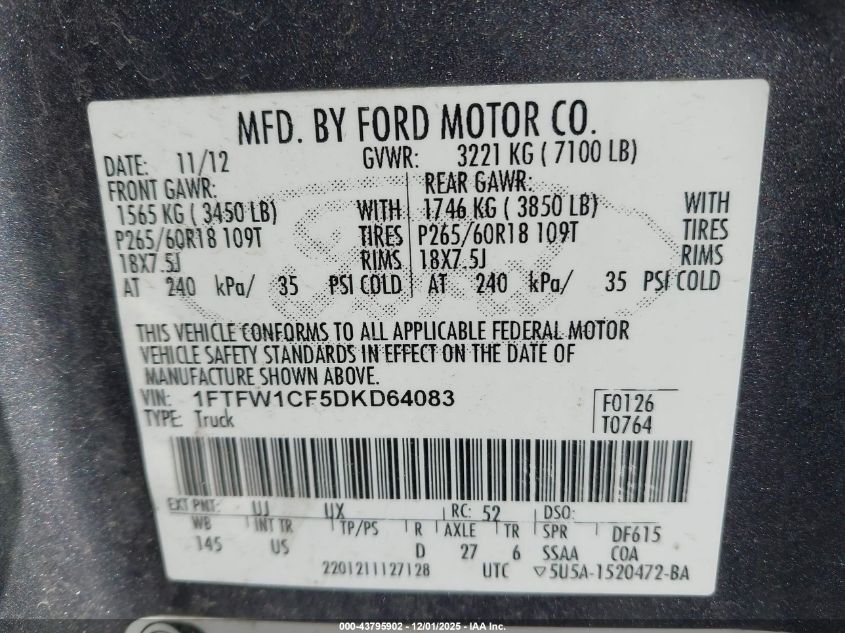 MFD. BY FORD MOTOR CO.
DATE: 11/12 GVWR: 3221 KG ( 7100 LB)
FRONT GAWR: REAR GAWR:
1565 KG ( 3450 LB) WITH 1746 KG ( 3850 LB) WITH
P265/60R18 109T TIRES P265/60R18 109T TIRES
18X7.5J RIMS 18X7.5J RIMS
AT 240 kPa/ 35 PSI COLD AT 240 kPa/ 35 PSI COLD
THIS VEHICLE CONFORMS TO ALL APPLICABLE FEDERAL MOTOR
VEHICLE SAFETY STANDARDS IN EFFECT ON THE DATE OF
MANUFACTURE SHOWN ABOVE.
VIN: 1FTFW1CF5DKD64083
TYPE: Truck
F0126
T0764
EXT PNT: UJ UX RC: 52 DSO:
WB INT TR TP/PS R AXLE TR SPR DF615
145 US D 27 6 SSAA COA
2201211127128 UTC ▽5U5A-1520472-BA
000-43795902 - 12/01/2025 - IAA Inc.